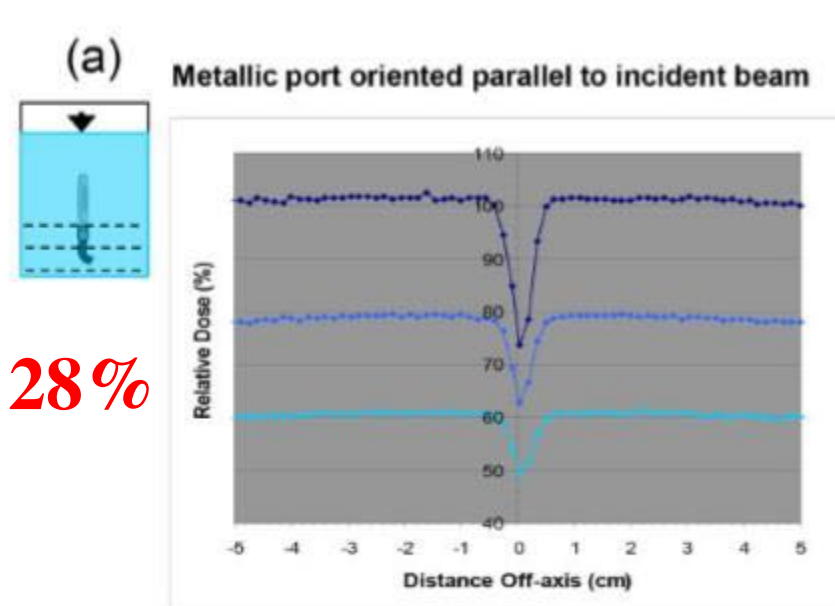 (a)
Metallic port oriented parallel to incident beam
28%
Relative Dose (%)
110
100
90
80
70
60
50
40
-5 -4 -3 -2 -1 0 1 2 3 4 5
Distance Off-axis (cm)